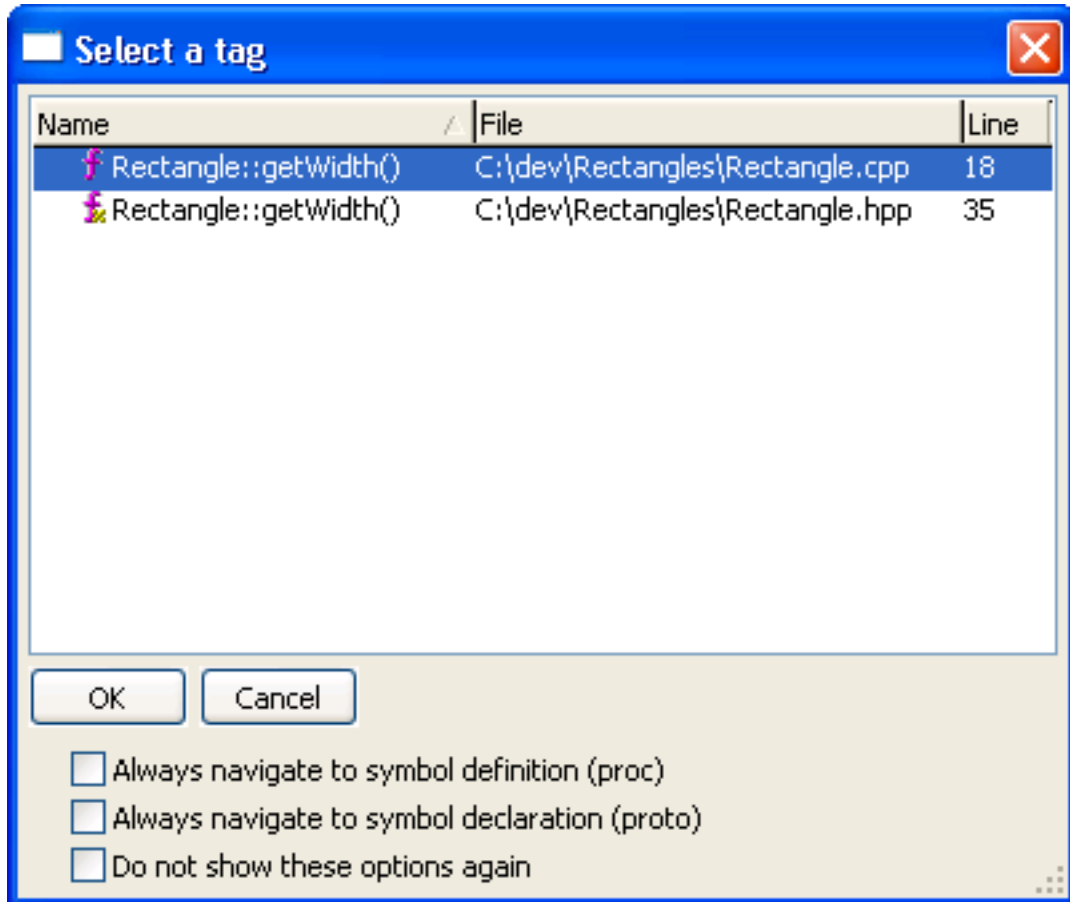 Select a tag
Name File Line
Rectangle::getWidth() C:\dev\Rectangles\Rectangle.cpp 18
Rectangle::getWidth() C:\dev\Rectangles\Rectangle.hpp 35
OK Cancel
Always navigate to symbol definition (proc)
Always navigate to symbol declaration (proto)
Do not show these options again